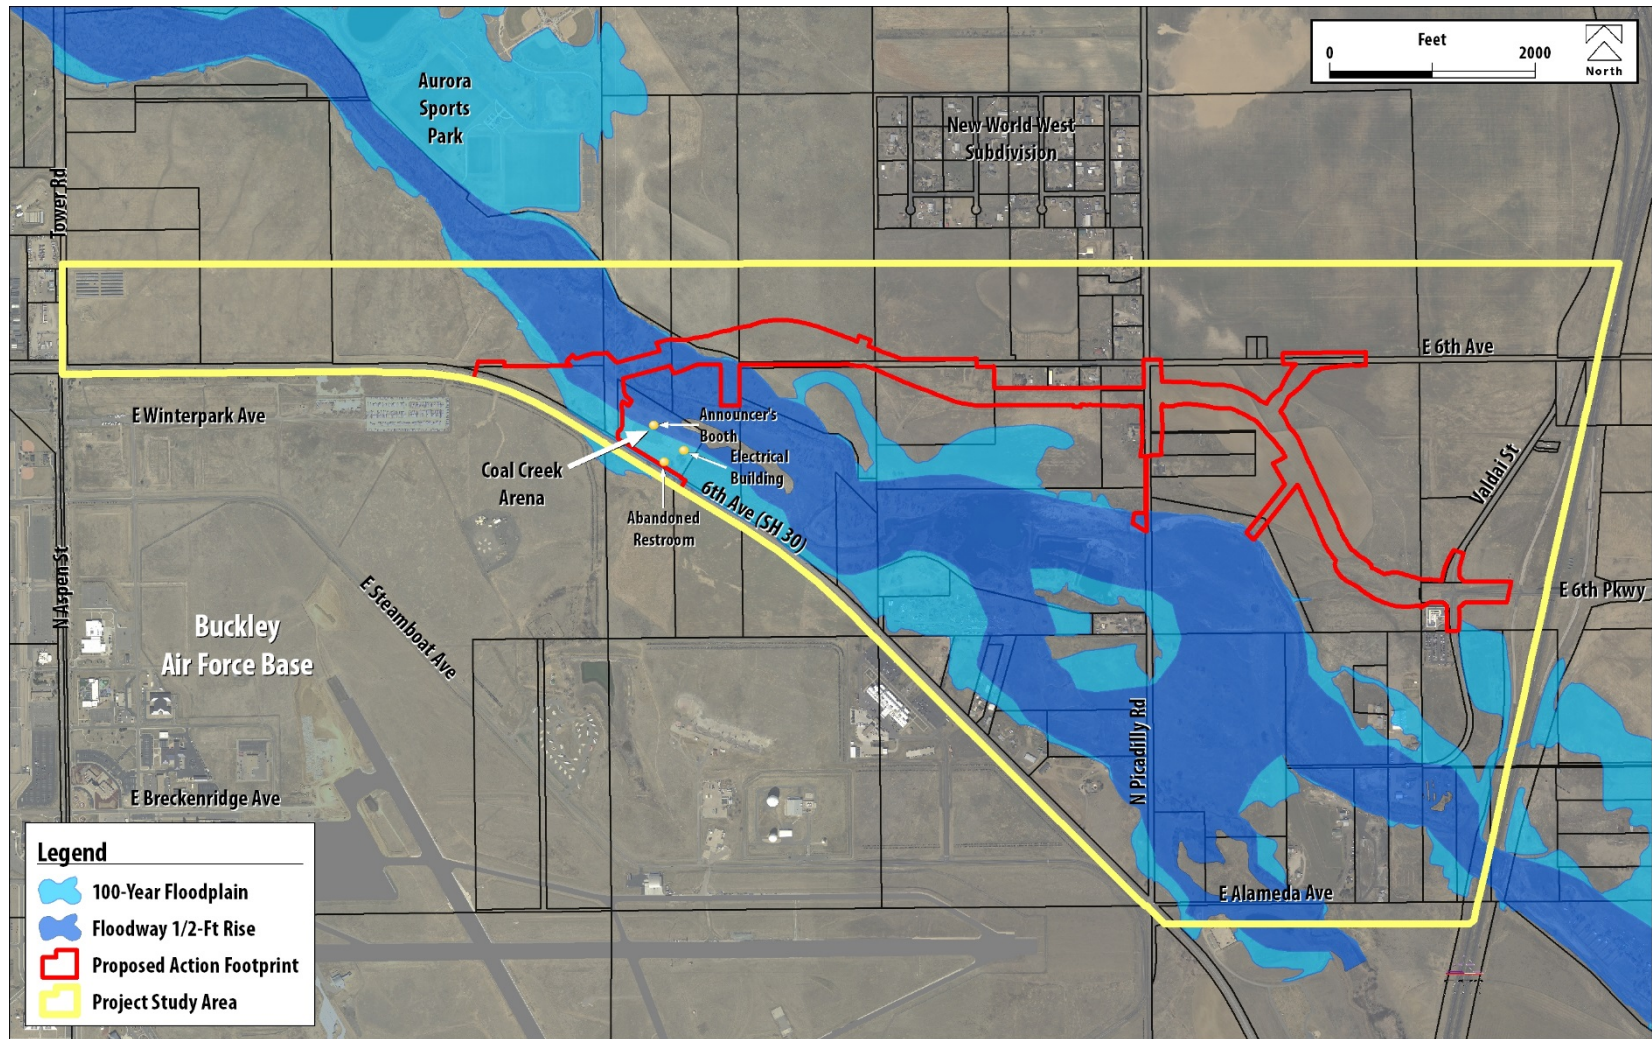 Feet
0 2000
North
Aurora
Sports
Park
New World West
Subdivision
Tower Rd
E 6th Ave
E Winterpark Ave
Announcer's
Booth
Electrical
Building
Coal Creek
Arena
Abandoned
Restroom
6th Ave (SH 30)
Valdai St
N Aspen St
E Steamboat Ave
E 6th Pkwy
Buckley
Air Force Base
N Picadilly Rd
E Breckenridge Ave
E Alameda Ave
Legend
100-Year Floodplain
Floodway 1/2-Ft Rise
Proposed Action Footprint
Project Study Area